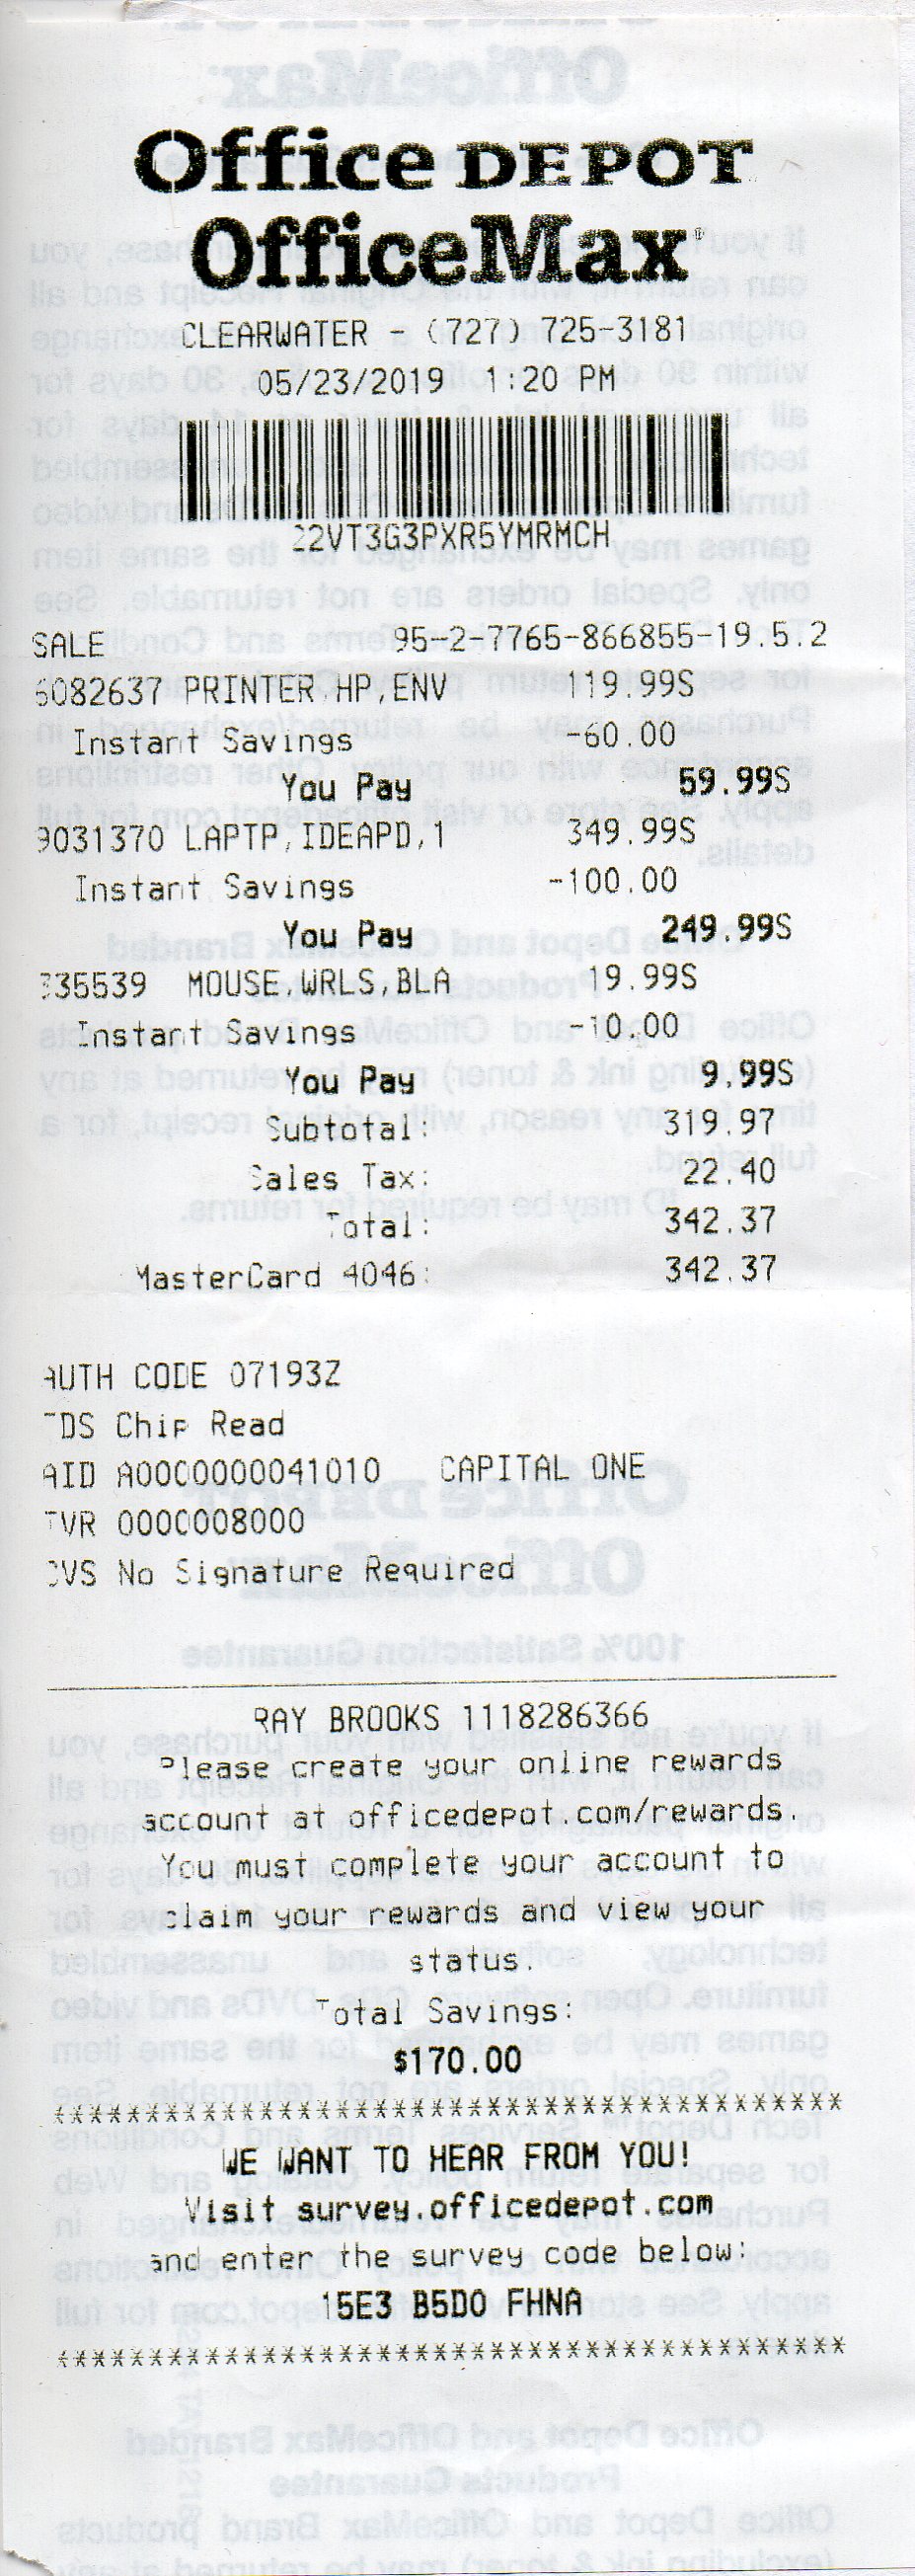 Office DEPOT
OfficeMax®
CLEARWATER - (727) 725-3181
05/23/2019 1:20 PM
22VT3G3PXR5YMRMCH
SALE 95-2-7765-866855-19.5.2
6082637 PRINTER,HP,ENV 119.99S
Instant Savings -60.00
You Pay 59.99S
9031370 LAPTP,IDEAPD,1 349.99S
Instant Savings -100.00
You Pay 249.99S
335539 MOUSE,WRLS,BLA 19.99S
Instant Savings -10.00
You Pay 9.99S
Subtotal: 319.97
Sales Tax: 22.40
Total: 342.37
MasterCard 4046: 342.37
AUTH CODE 07193Z
TDS Chip Read
AID A0000000041010 CAPITAL ONE
TVR 0000008000
CVS No Signature Required
RAY BROOKS 1118286366
Please create your online rewards
account at officedepot.com/rewards.
You must complete your account to
claim your rewards and view your
status.
Total Savings:
$170.00
*******************************************
WE WANT TO HEAR FROM YOU!
Visit survey.officedepot.com
and enter the survey code below:
15E3 B5D0 FHNA
*******************************************